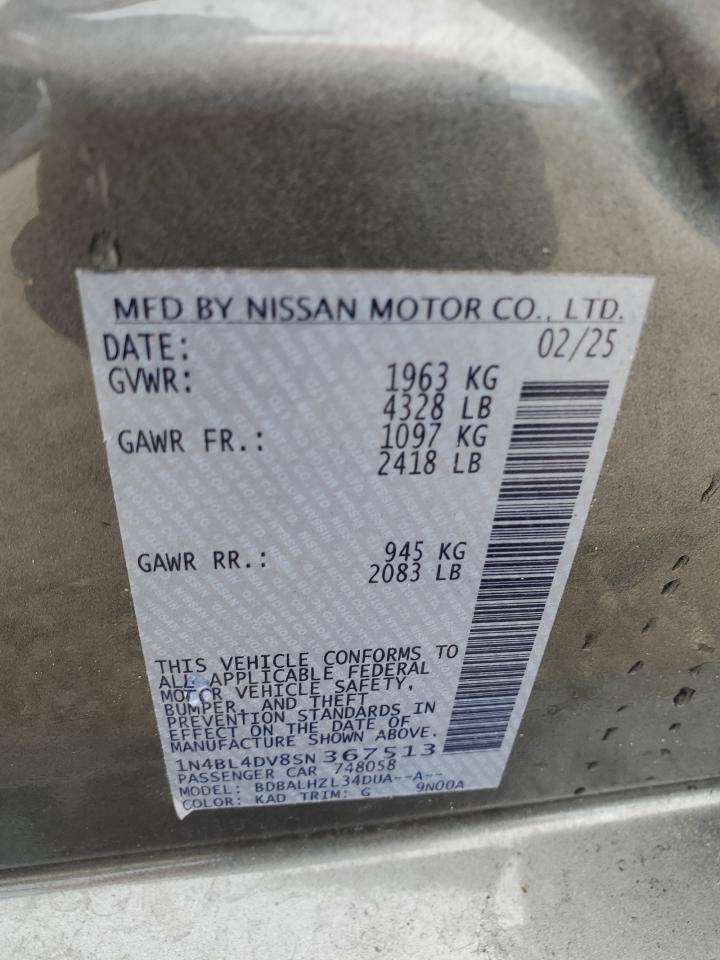 MFD BY NISSAN MOTOR CO., LTD.
DATE: 02/25
GVWR: 1963 KG
4328 LB
GAWR FR.: 1097 KG
2418 LB
GAWR RR.: 945 KG
2083 LB
THIS VEHICLE CONFORMS TO
ALL APPLICABLE FEDERAL
MOTOR VEHICLE SAFETY,
BUMPER, AND THEFT
PREVENTION STANDARDS IN
EFFECT ON THE DATE OF
MANUFACTURE SHOWN ABOVE.
1N4BL4DV8SN367513
PASSENGER CAR 748058
MODEL: BDBALHZL34DUA--A-- 9N00A
COLOR: KAD TRIM: G